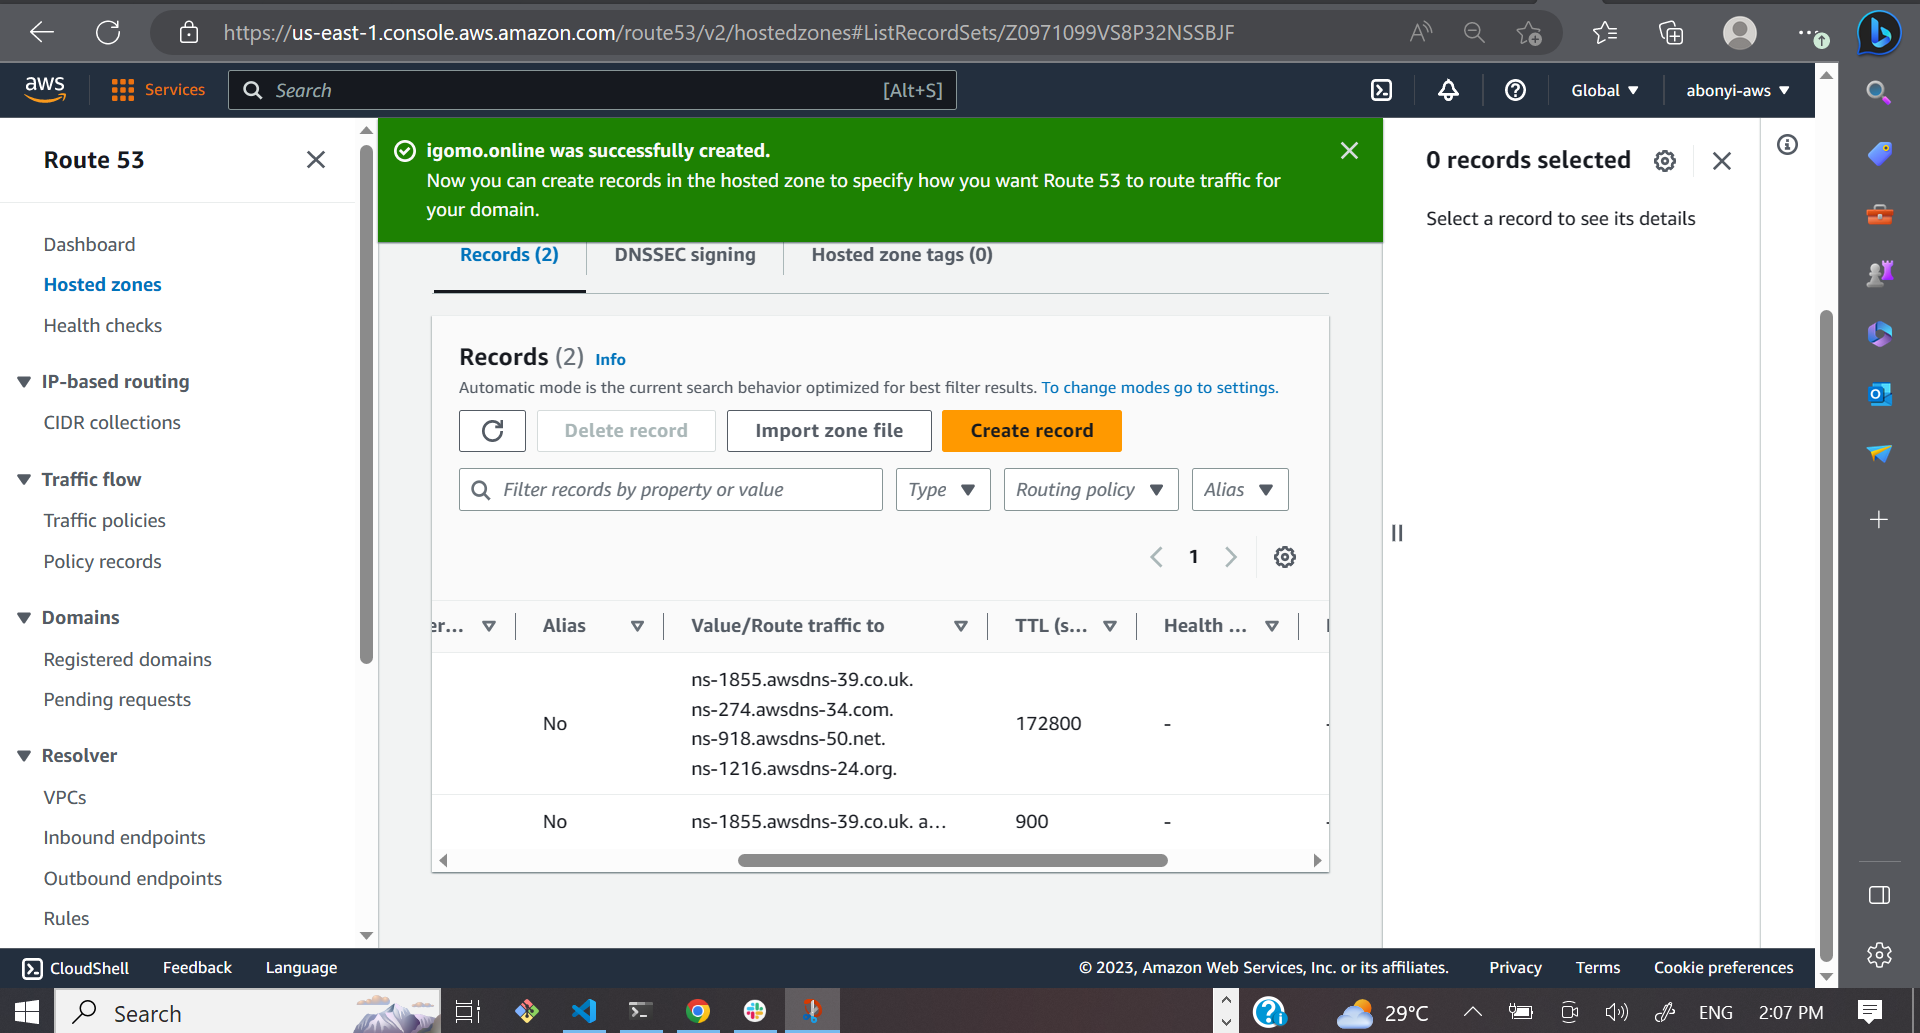 https://us-east-1.console.aws.amazon.com/route53/v2/hostedzones#ListRecordSets/Z0971099VS8P32NSSBJF
aws
Services
Search
[Alt+S]
Global
abonyi-aws
Route 53
Dashboard
Hosted zones
Health checks
IP-based routing
CIDR collections
Traffic flow
Traffic policies
Policy records
Domains
Registered domains
Pending requests
Resolver
VPCs
Inbound endpoints
Outbound endpoints
Rules
igomo.online was successfully created.
Now you can create records in the hosted zone to specify how you want Route 53 to route traffic for
your domain.
Records (2)
DNSSEC signing
Hosted zone tags (0)
Records (2) Info
Automatic mode is the current search behavior optimized for best filter results. To change modes go to settings.
Delete record
Import zone file
Create record
Filter records by property or value
Type
Routing policy
Alias
1
er...
Alias
Value/Route traffic to
TTL (s...
Health ...
No
ns-1855.awsdns-39.co.uk.
ns-274.awsdns-34.com.
ns-918.awsdns-50.net.
ns-1216.awsdns-24.org.
172800
-
No
ns-1855.awsdns-39.co.uk. a...
900
-
0 records selected
Select a record to see its details
CloudShell
Feedback
Language
© 2023, Amazon Web Services, Inc. or its affiliates.
Privacy
Terms
Cookie preferences
Search
29°C
ENG
2:07 PM